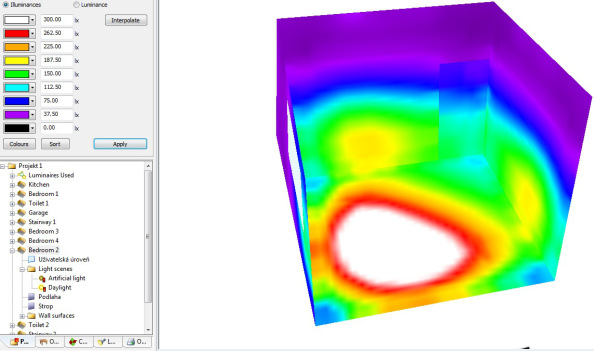 Illuminances Luminance
300.00 lx Interpolate
262.50 lx
225.00 lx
187.50 lx
150.00 lx
112.50 lx
75.00 lx
37.50 lx
0.00 lx
Colours Sort Apply
Projekt 1
Luminaires Used
Kitchen
Bedroom 1
Toilet 1
Garage
Stairway 1
Bedroom 3
Bedroom 4
Bedroom 2
Uživatelská úroveň
Light scenes
Artificial light
Daylight
Podlaha
Strop
Wall surfaces
Toilet 2
P... O... C... L... O...